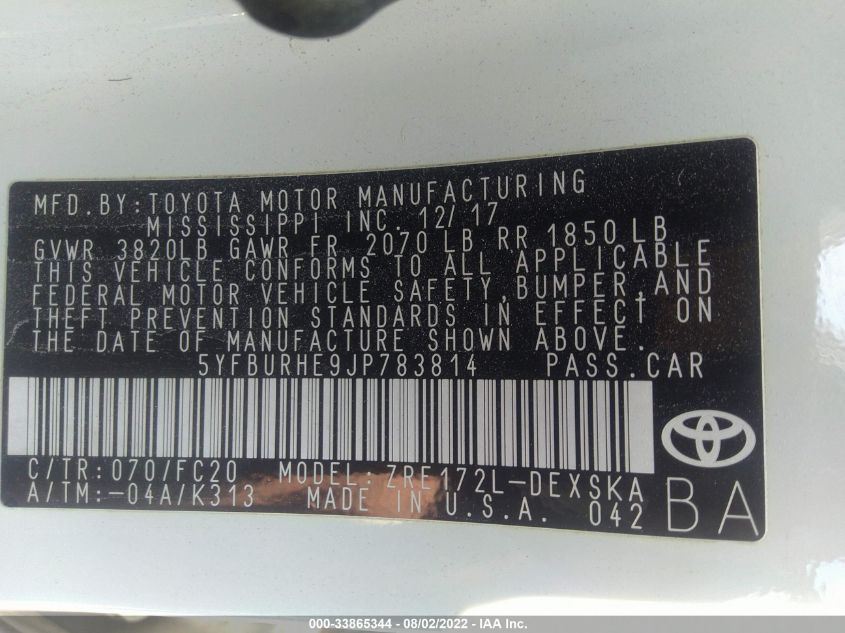 MFD.BY:TOYOTA MOTOR MANUFACTURING
MISSISSIPPI INC. 12/17
GVWR 3820LB GAWR FR 2070 LB RR 1850 LB
THIS VEHICLE CONFORMS TO ALL APPLICABLE
FEDERAL MOTOR VEHICLE SAFETY,BUMPER,AND
THEFT PREVENTION STANDARDS IN EFFECT ON
THE DATE OF MANUFACTURE SHOWN ABOVE.
5YFBURHE9JP783814 PASS.CAR
C/TR:070/FC20 MODEL:ZRE172L-DEXSKA
A/TM:-04A/K313 MADE IN U.S.A. 042
BA
000-33865344 - 08/02/2022 - IAA Inc.